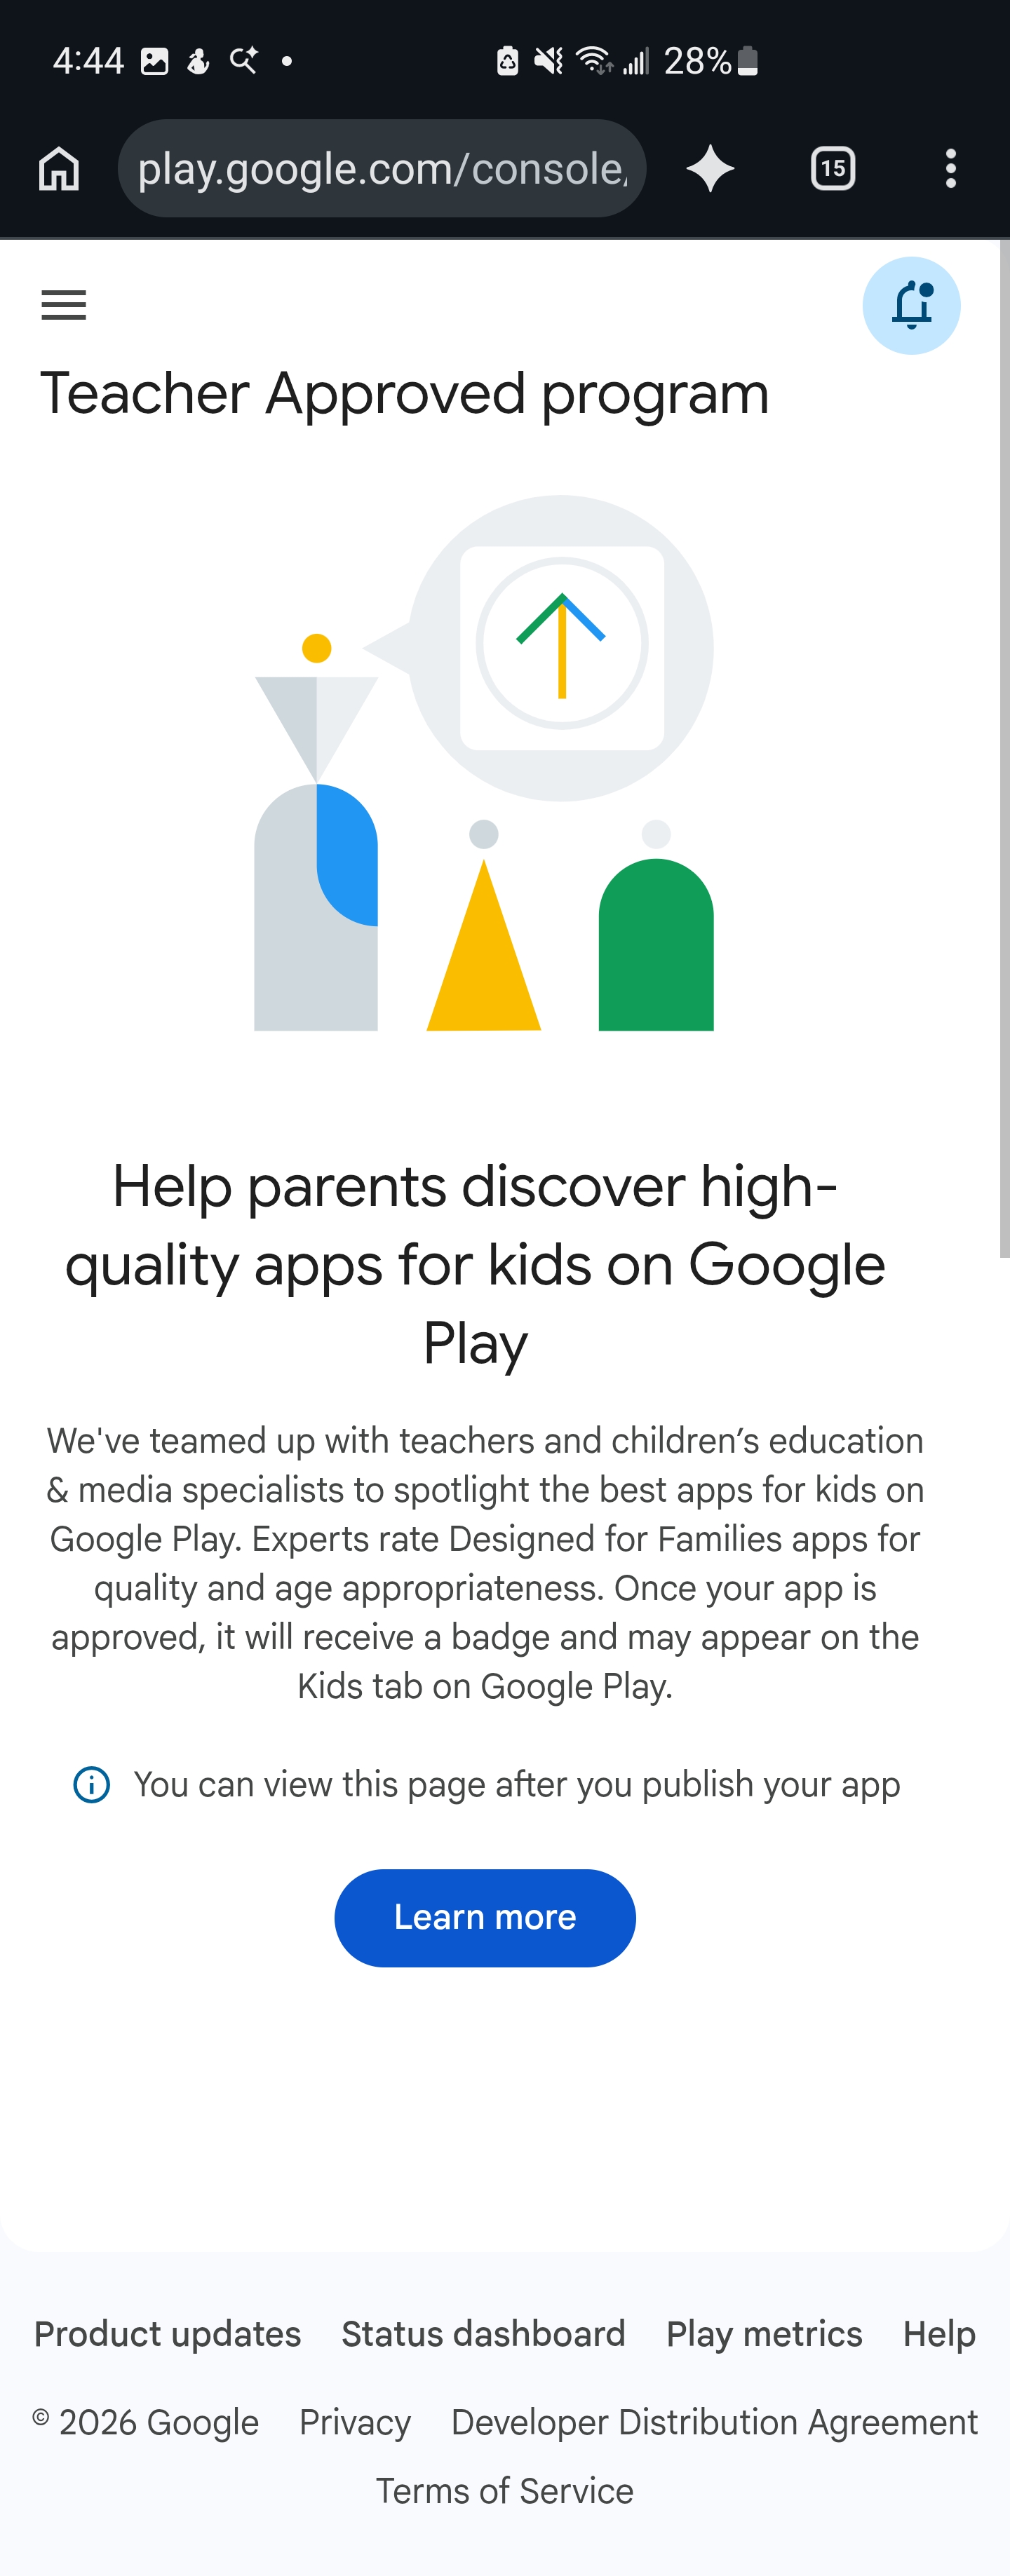 4:44
28%
play.google.com/console
15
Teacher Approved program
Help parents discover high-
quality apps for kids on Google
Play
We've teamed up with teachers and children’s education
& media specialists to spotlight the best apps for kids on
Google Play. Experts rate Designed for Families apps for
quality and age appropriateness. Once your app is
approved, it will receive a badge and may appear on the
Kids tab on Google Play.
You can view this page after you publish your app
Learn more
Product updates Status dashboard Play metrics Help
© 2026 Google Privacy Developer Distribution Agreement
Terms of Service